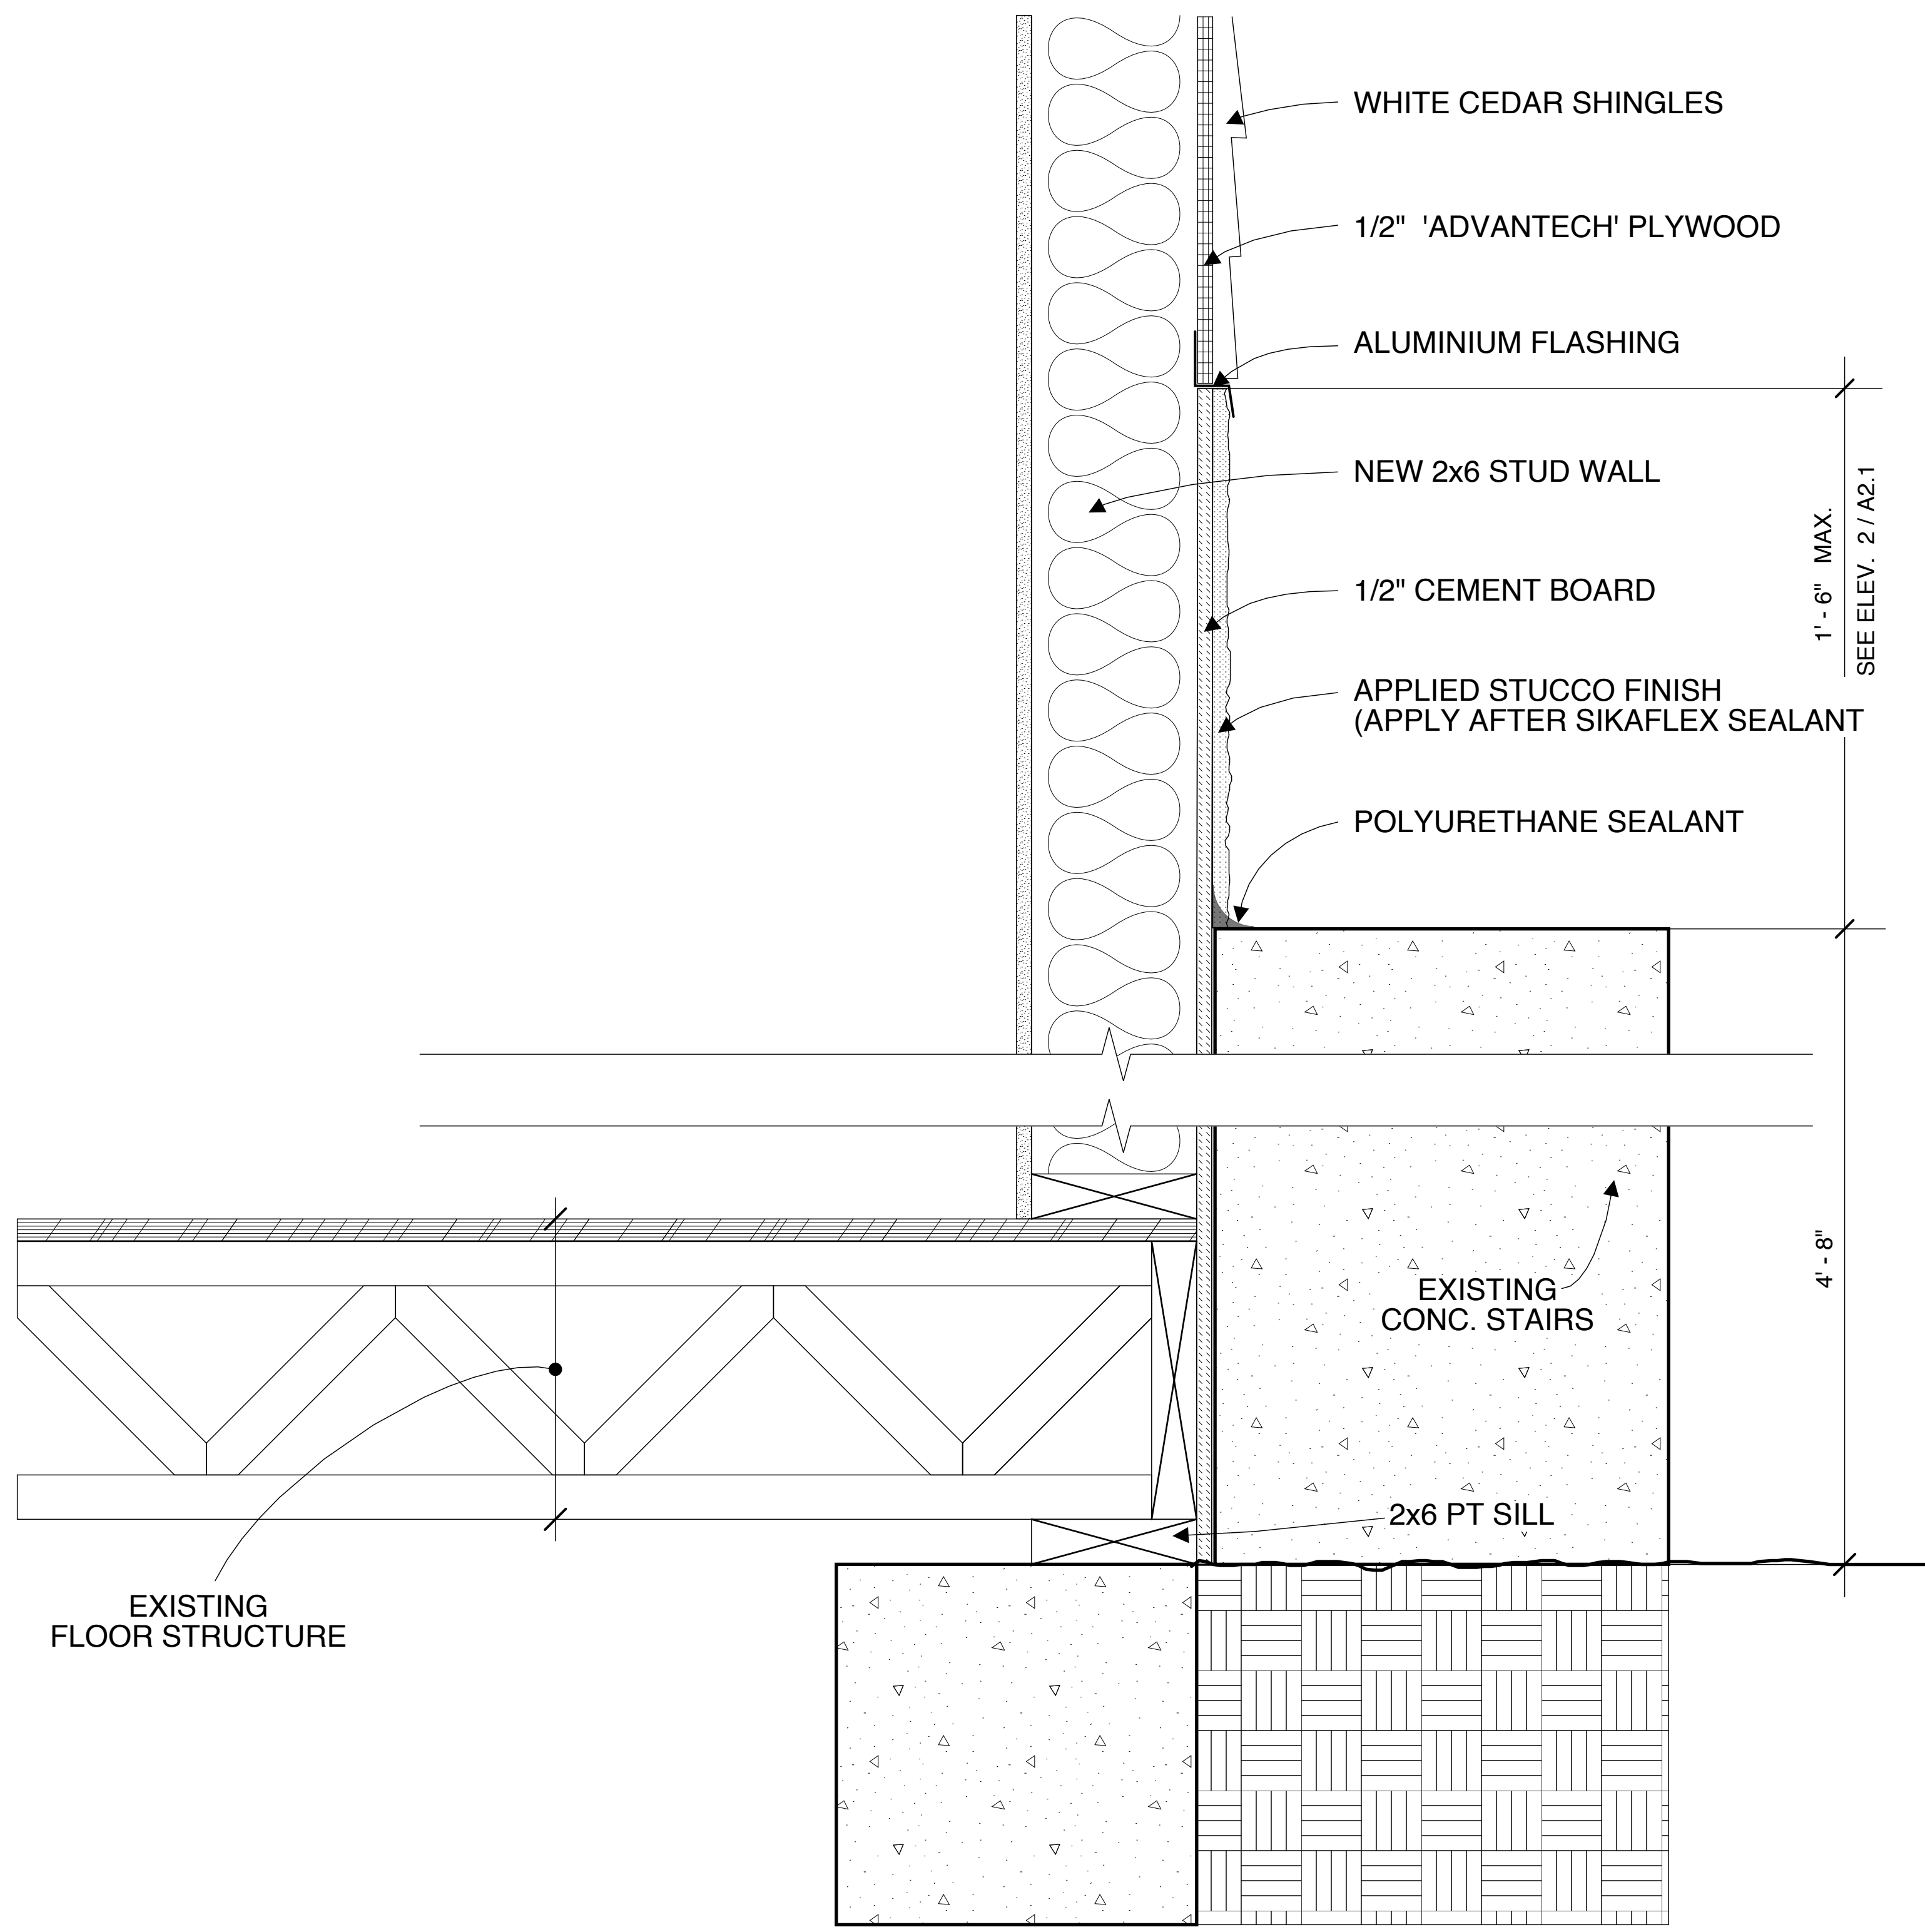 WHITE CEDAR SHINGLES
1/2" 'ADVANTECH' PLYWOOD
ALUMINIUM FLASHING
NEW 2x6 STUD WALL
1' - 6" MAX.
SEE ELEV. 2 / A2.1
1/2" CEMENT BOARD
APPLIED STUCCO FINISH
(APPLY AFTER SIKAFLEX SEALANT
POLYURETHANE SEALANT
4' - 8"
EXISTING
CONC. STAIRS
2x6 PT SILL
EXISTING
FLOOR STRUCTURE